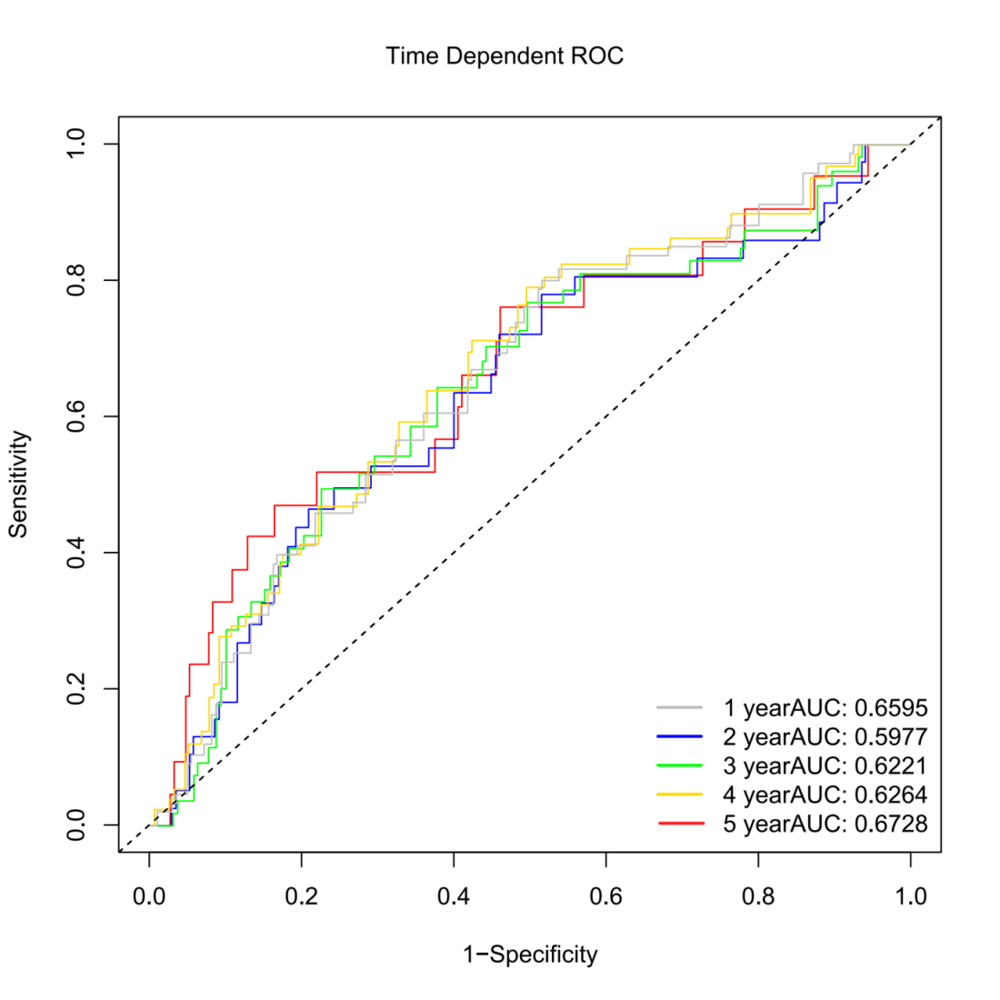 Time Dependent ROC
Sensitivity
1.0
0.8
0.6
0.4
0.2
0.0
1 yearAUC: 0.6595
2 yearAUC: 0.5977
3 yearAUC: 0.6221
4 yearAUC: 0.6264
5 yearAUC: 0.6728
0.0 0.2 0.4 0.6 0.8 1.0
1−Specificity